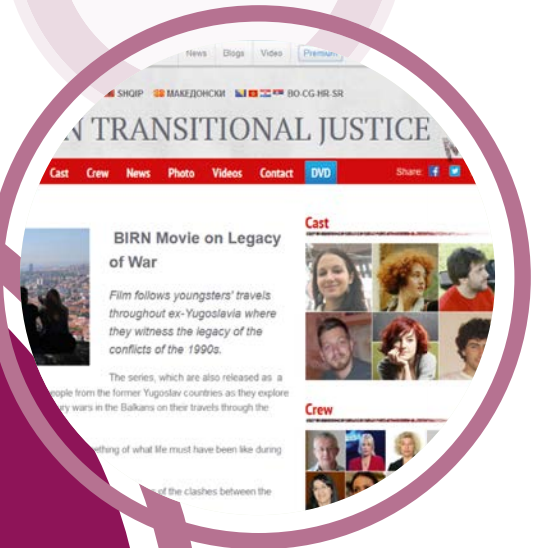 News Blogs Video Premium
SHQIP МАКЕДОНСКИ BO-CG-HR-SR
TRANSITIONAL JUSTICE
Cast Crew News Photo Videos Contact DVD Share:
BIRN Movie on Legacy
of War
Film follows youngsters' travels
throughout ex-Yugoslavia where
they witness the legacy of the
conflicts of the 1990s.
The series, which are also released as a
from the former Yugoslav countries as they explore
wars in the Balkans on their travels through the
of what life must have been like during
of the clashes between the
Cast
Crew